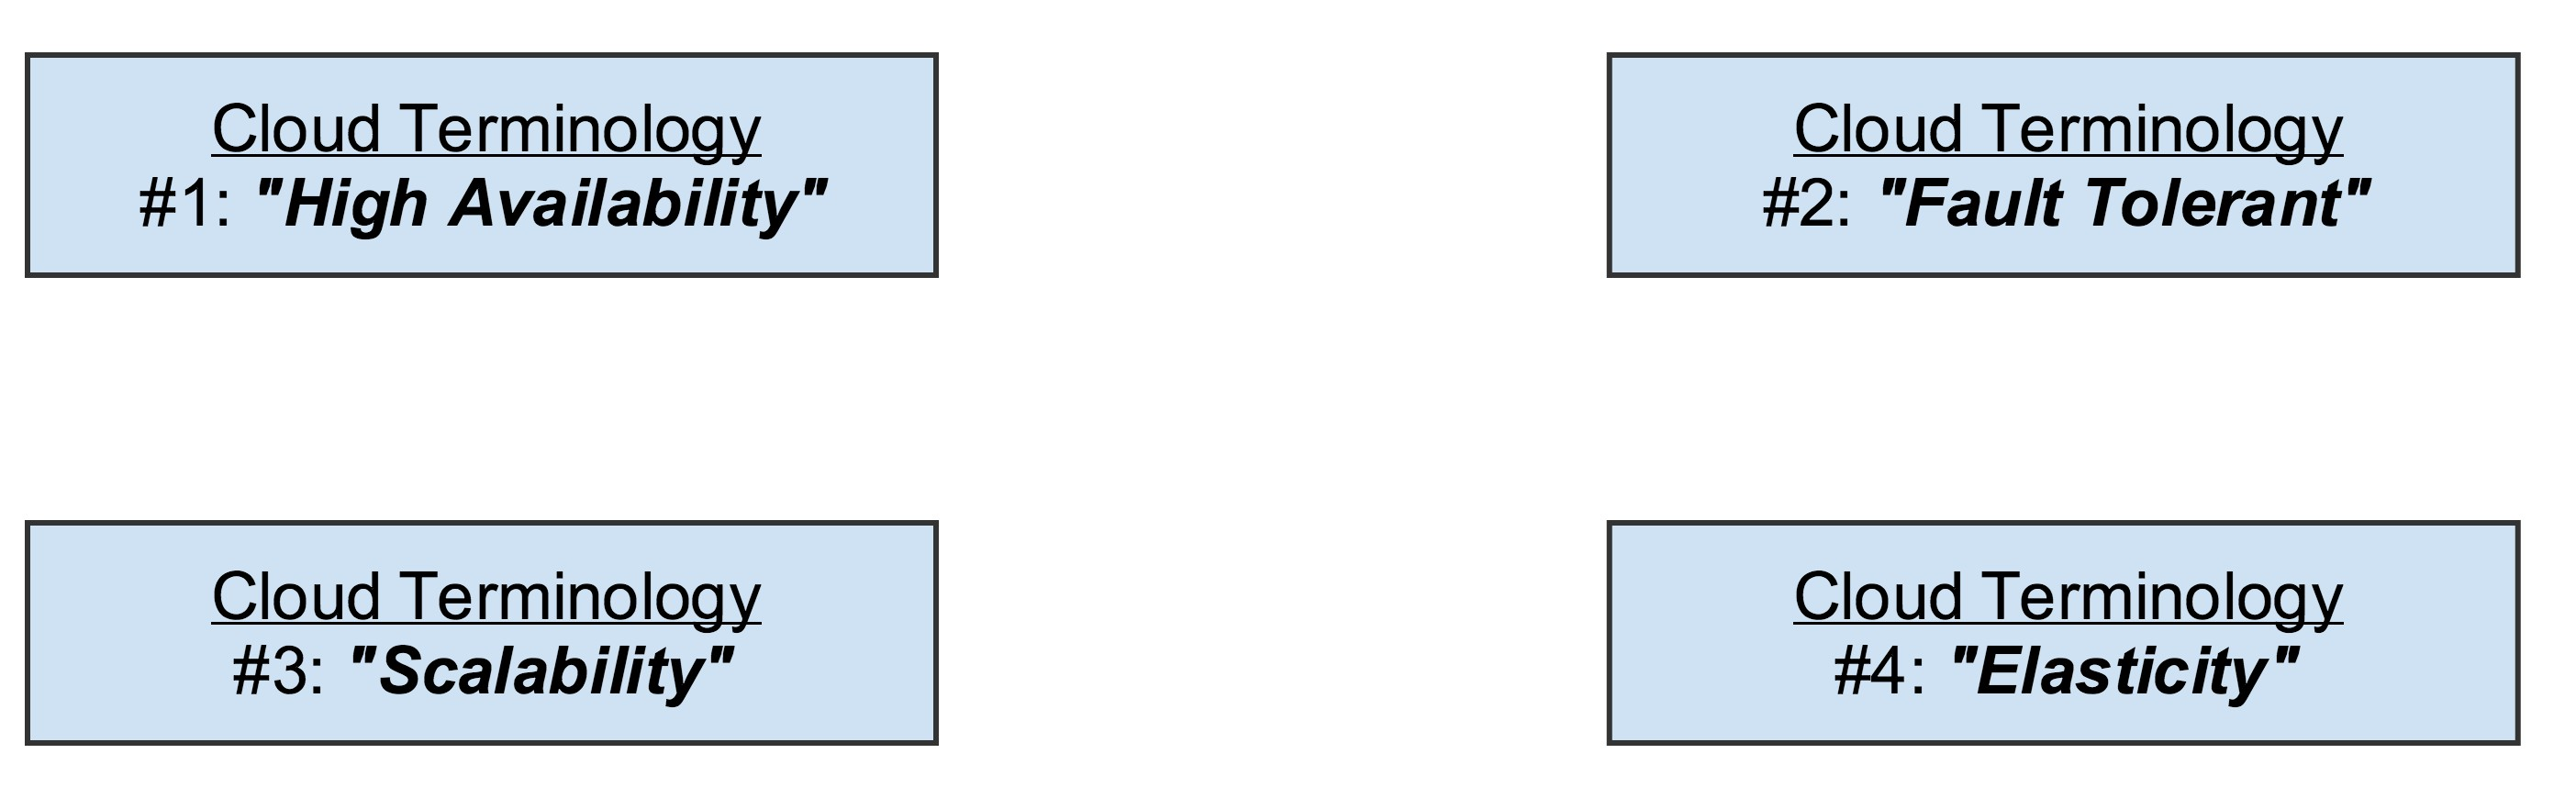 Cloud Terminology
#1: "High Availability"
Cloud Terminology
#2: "Fault Tolerant"
Cloud Terminology
#3: "Scalability"
Cloud Terminology
#4: "Elasticity"